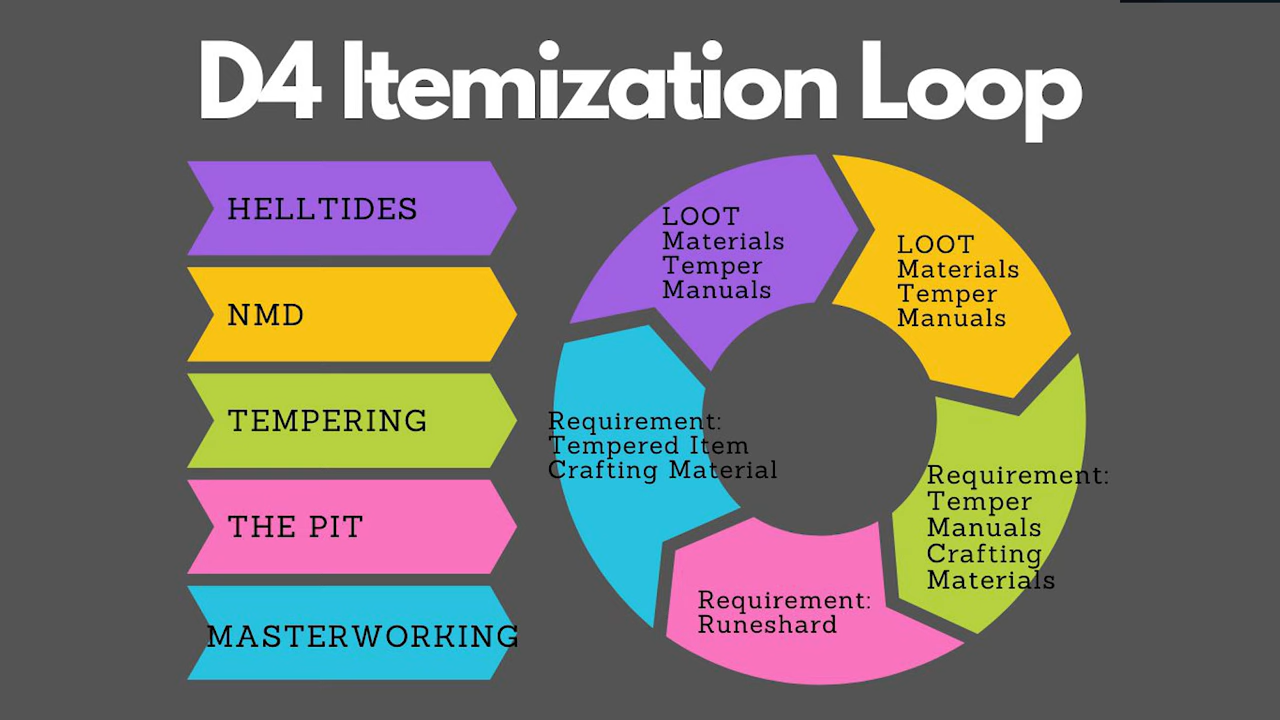 D4 Itemization Loop
HELLTIDES
NMD
TEMPERING
THE PIT
MASTERWORKING
LOOT
Materials
Temper
Manuals
LOOT
Materials
Temper
Manuals
Requirement:
Temper
Manuals
Crafting
Materials
Requirement:
Runeshard
Requirement:
Tempered Item
Crafting Material